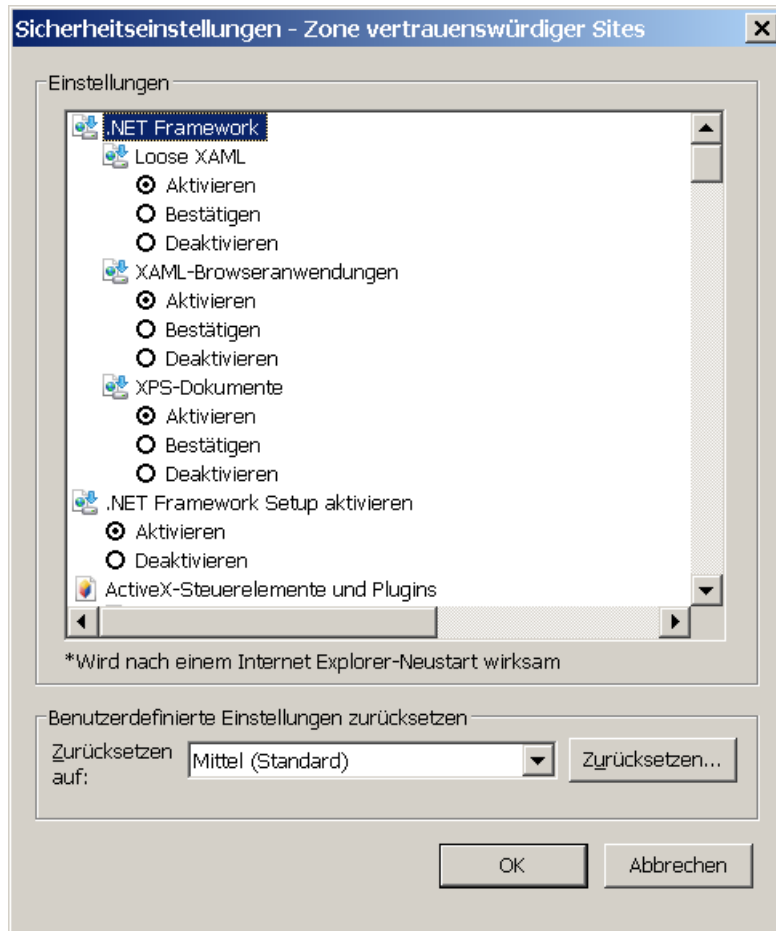 Sicherheitseinstellungen - Zone vertrauenswürdiger Sites
Einstellungen
.NET Framework
Loose XAML
Aktivieren
Bestätigen
Deaktivieren
XAML-Browseranwendungen
Aktivieren
Bestätigen
Deaktivieren
XPS-Dokumente
Aktivieren
Bestätigen
Deaktivieren
.NET Framework Setup aktivieren
Aktivieren
Deaktivieren
ActiveX-Steuerelemente und Plugins
*Wird nach einem Internet Explorer-Neustart wirksam
Benutzerdefinierte Einstellungen zurücksetzen
Zurücksetzen
auf:
Mittel (Standard)
Zurücksetzen...
OK
Abbrechen